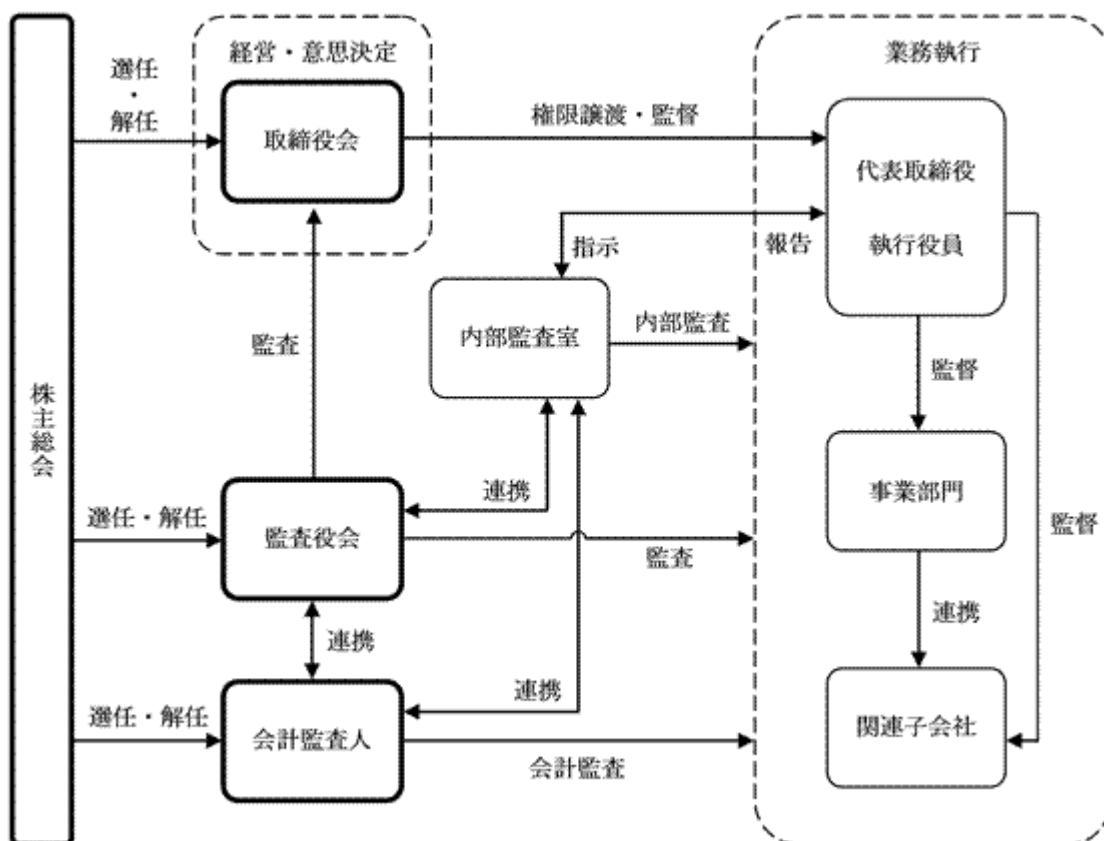 経営・意思決定
業務執行
選任
・
解任
取締役会
権限譲渡・監督
代表取締役
執行役員
指示
報告
内部監査室
内部監査
監査
監督
株主総会
連携
事業部門
選任・解任
監査役会
監査
監督
連携
連携
連携
選任・解任
会計監査人
会計監査
関連子会社